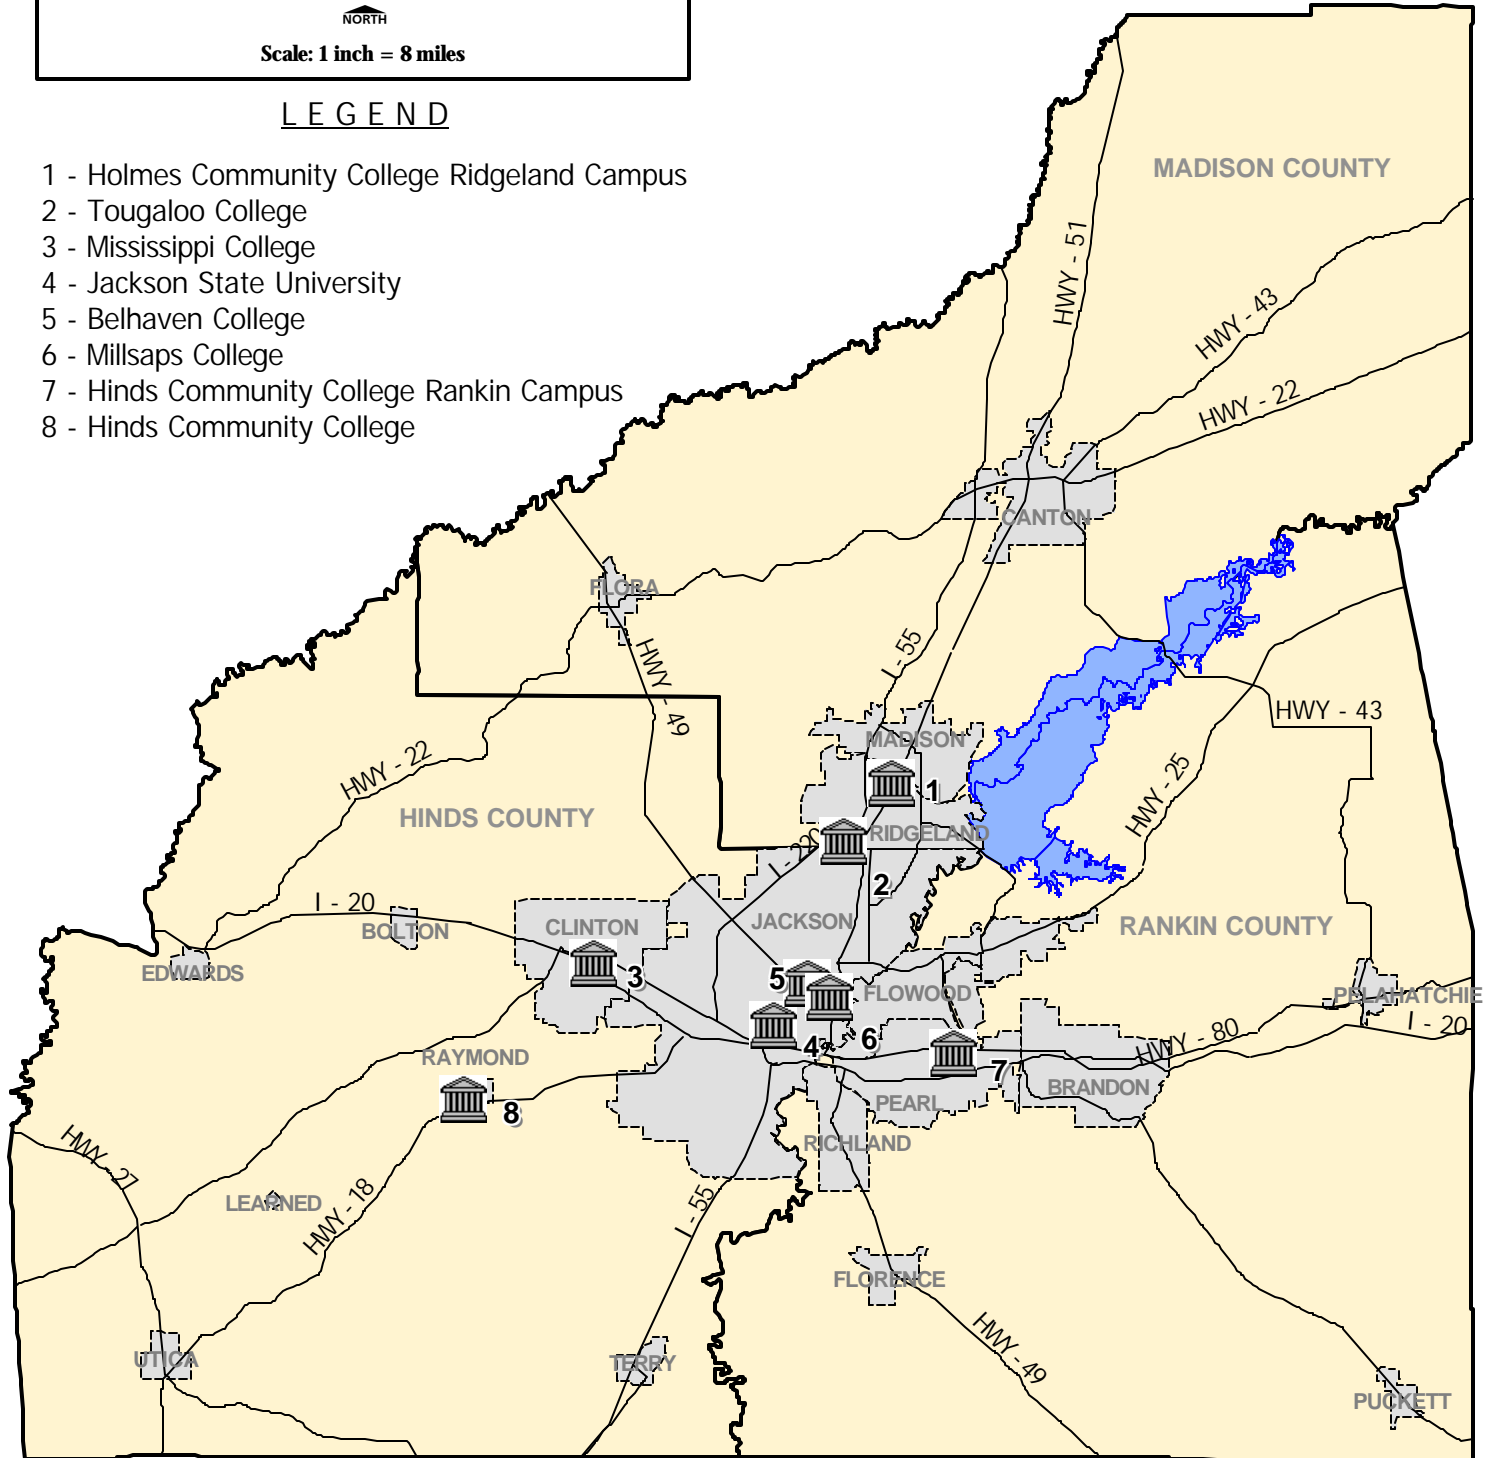 NORTH
Scale: 1 inch = 8 miles
LEGEND
1 - Holmes Community College Ridgeland Campus
2 - Tougaloo College
3 - Mississippi College
4 - Jackson State University
5 - Belhaven College
6 - Millsaps College
7 - Hinds Community College Rankin Campus
8 - Hinds Community College
MADISON COUNTY
HWY - 51
HWY - 43
HWY - 22
CANTON
FLORA
HWY - 49
I - 55
HWY - 43
MADISON
HWY - 22
HWY - 25
1
HINDS COUNTY
RIDGELAND
I - 220
2
I - 20
BOLTON
CLINTON
JACKSON
RANKIN COUNTY
EDWARDS
3
5
FLOWOOD
PELAHATCHIE
I - 20
HWY - 80
4
6
RAYMOND
7
BRANDON
8
PEARL
RICHLAND
HWY - 27
LEARNED
HWY - 18
I - 55
FLORENCE
HWY - 49
UTICA
TERRY
PUCKETT